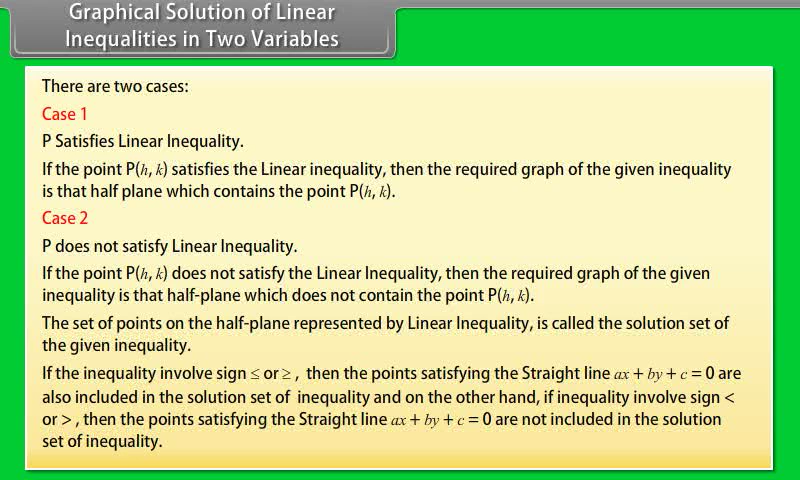 Graphical Solution of Linear
Inequalities in Two Variables
There are two cases:
Case 1
P Satisfies Linear Inequality.
If the point P(h, k) satisfies the Linear inequality, then the required graph of the given inequality
is that half plane which contains the point P(h, k).
Case 2
P does not satisfy Linear Inequality.
If the point P(h, k) does not satisfy the Linear Inequality, then the required graph of the given
inequality is that half-plane which does not contain the point P(h, k).
The set of points on the half-plane represented by Linear Inequality, is called the solution set of
the given inequality.
If the inequality involve sign ≤ or ≥ , then the points satisfying the Straight line ax + by + c = 0 are
also included in the solution set of inequality and on the other hand, if inequality involve sign <
or > , then the points satisfying the Straight line ax + by + c = 0 are not included in the solution
set of inequality.